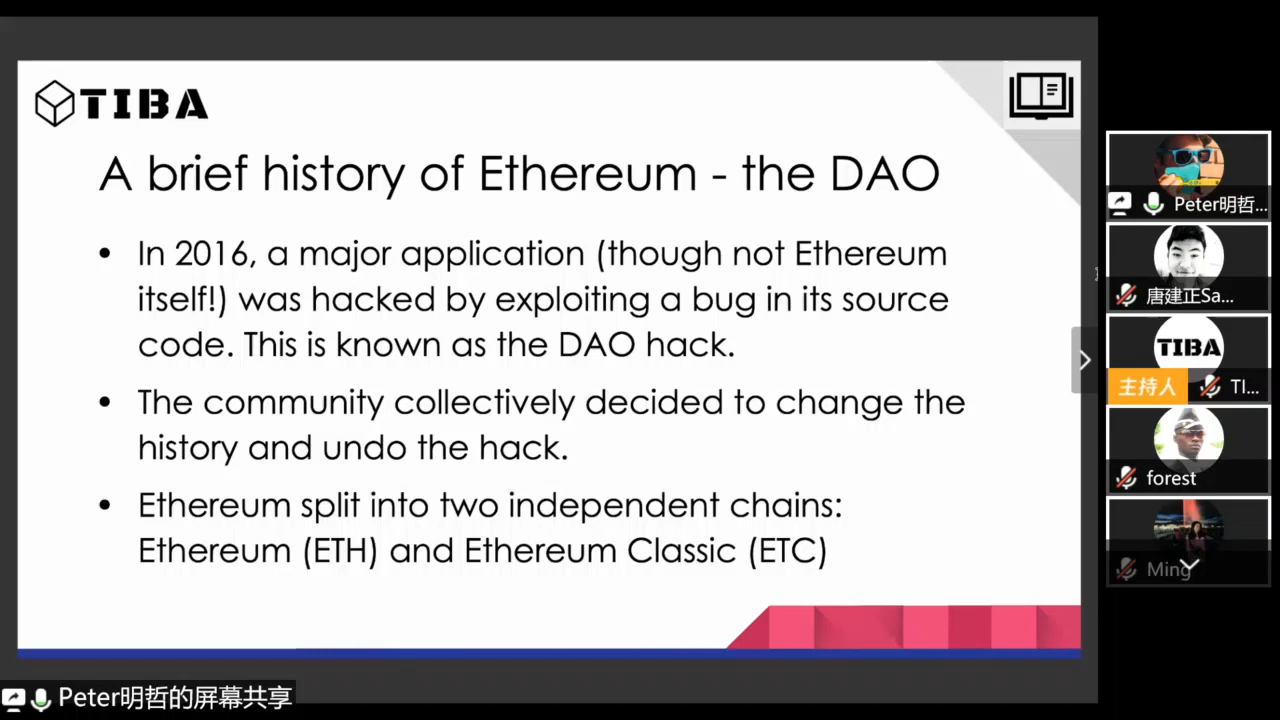 TIBA
A brief history of Ethereum - the DAO
• In 2016, a major application (though not Ethereum
itself!) was hacked by exploiting a bug in its source
code. This is known as the DAO hack.
• The community collectively decided to change the
history and undo the hack.
• Ethereum split into two independent chains:
Ethereum (ETH) and Ethereum Classic (ETC)
Peter明哲...
唐建正Sa...
TIBA
主持人 TI...
forest
Ming
Peter明哲的屏幕共享